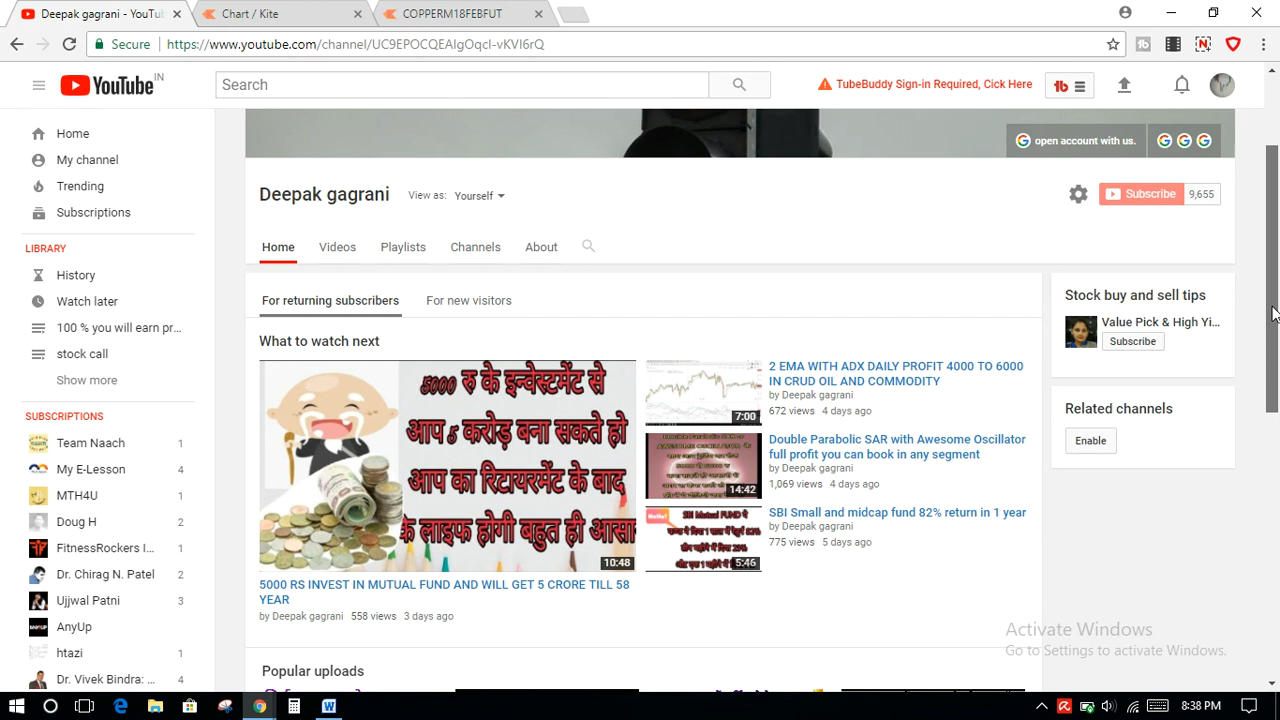 Deepak gagrani - YouTu
Chart / Kite
COPPERM18FEBFUT
Secure
https://www.youtube.com/channel/UC9EPOCQEAIgOqcI-vKVI6rQ
YouTube IN
Search
TubeBuddy Sign-in Required, Cick Here
tb
Home
My channel
Trending
Subscriptions
LIBRARY
History
Watch later
100 % you will earn pr...
stock call
Show more
SUBSCRIPTIONS
Team Naach 1
My E-Lesson 4
MTH4U 1
Doug H 2
FitnessRockers I... 1
Dr. Chirag N. Patel 2
Ujjwal Patni 3
AnyUp
htazi 1
Dr. Vivek Bindra: ... 4
open account with us.
Deepak gagrani
View as: Yourself
Subscribe 9,655
Home Videos Playlists Channels About
For returning subscribers For new visitors
What to watch next
5000 रु के इन्वेस्टमेंट से
आप 5 करोड़ बना सकते हो
आप का रिटायरमेंट के बाद
के लाइफ होगी बहुत ही आसा
10:48
5000 RS INVEST IN MUTUAL FUND AND WILL GET 5 CRORE TILL 58
YEAR
by Deepak gagrani 558 views 3 days ago
7:00
2 EMA WITH ADX DAILY PROFIT 4000 TO 6000
IN CRUD OIL AND COMMODITY
by Deepak gagrani
672 views 4 days ago
14:42
Double Parabolic SAR with Awesome Oscillator
full profit you can book in any segment
by Deepak gagrani
1,069 views 4 days ago
5:46
SBI Small and midcap fund 82% return in 1 year
by Deepak gagrani
775 views 5 days ago
Popular uploads
Stock buy and sell tips
Value Pick & High Yi...
Subscribe
Related channels
Enable
Activate Windows
Go to Settings to activate Windows.
8:38 PM